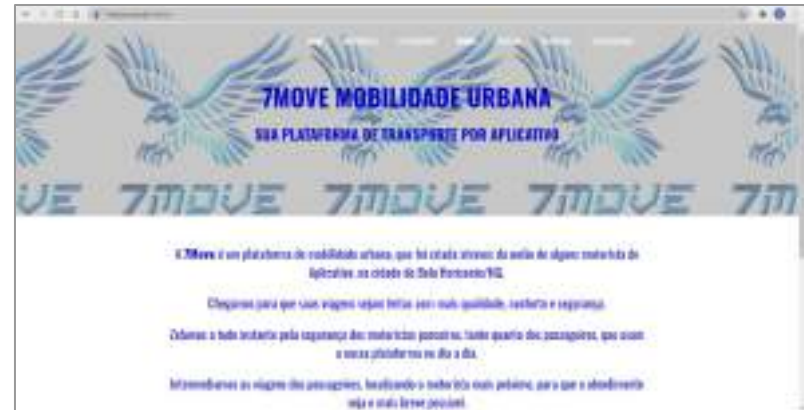 7MOVE MOBILIDADE URBANA
SUA PLATAFORMA DE TRANSPORTE POR APLICATIVO
7MOVE 7MOVE 7MOVE
A 7Move é um plataforma de mobilidade urbana, que foi criada através da união de alguns motorista de
Aplicativo, na cidade de Belo Horizonte/MG.
Chegamos para que suas viagens sejam feitas com mais qualidade, conforto e segurança.
Zelamos a todo instante pela segurança dos motoristas parceiros, tanto quanto dos passageiros, que usam
a nossa plataforma no dia a dia.
Intermediamos as viagens dos passageiros, localizando o motorista mais próximo, para que o atendimento
seja o mais breve possível.